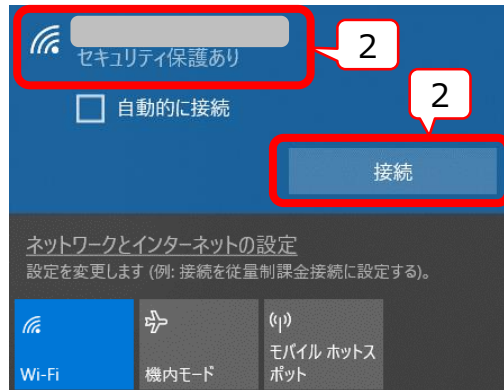 セキュリティ保護あり
2
自動的に接続
2
接続
ネットワークとインターネットの設定
設定を変更します (例: 接続を従量制課金接続に設定する)。
Wi-Fi
機内モード
モバイル ホットス
ポット